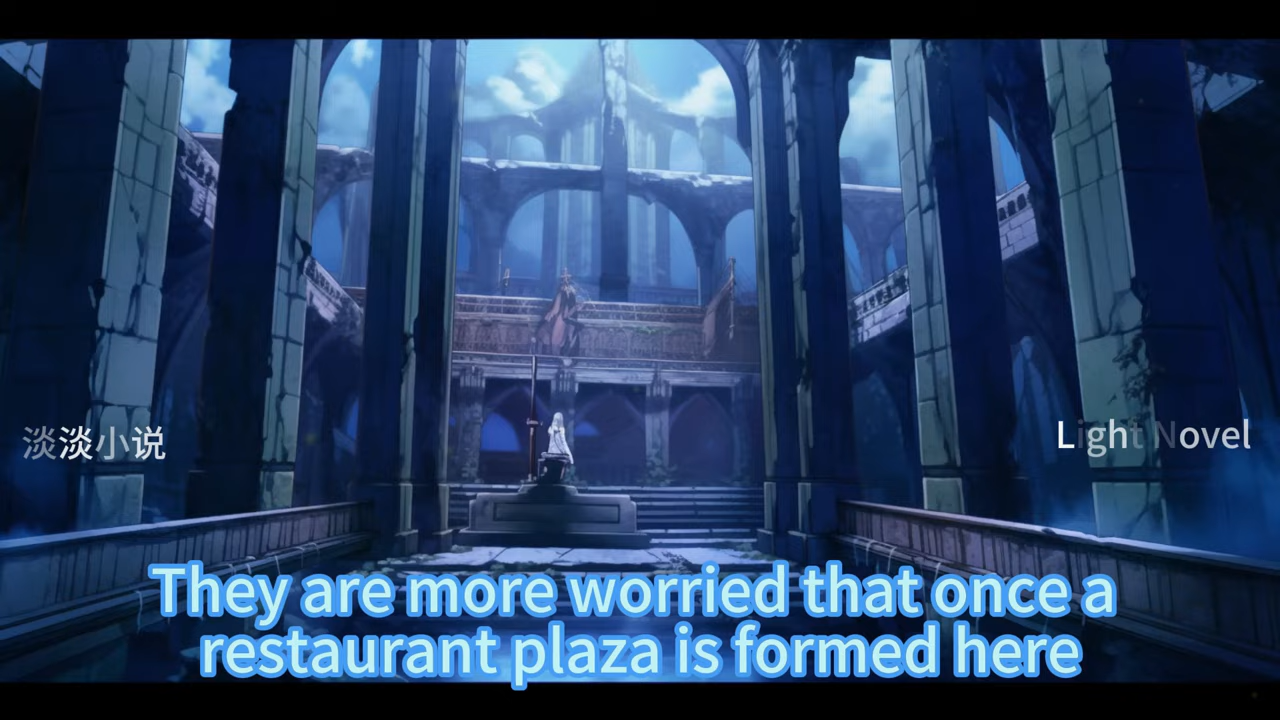 淡淡小说
Light Novel
They are more worried that once a
restaurant plaza is formed here